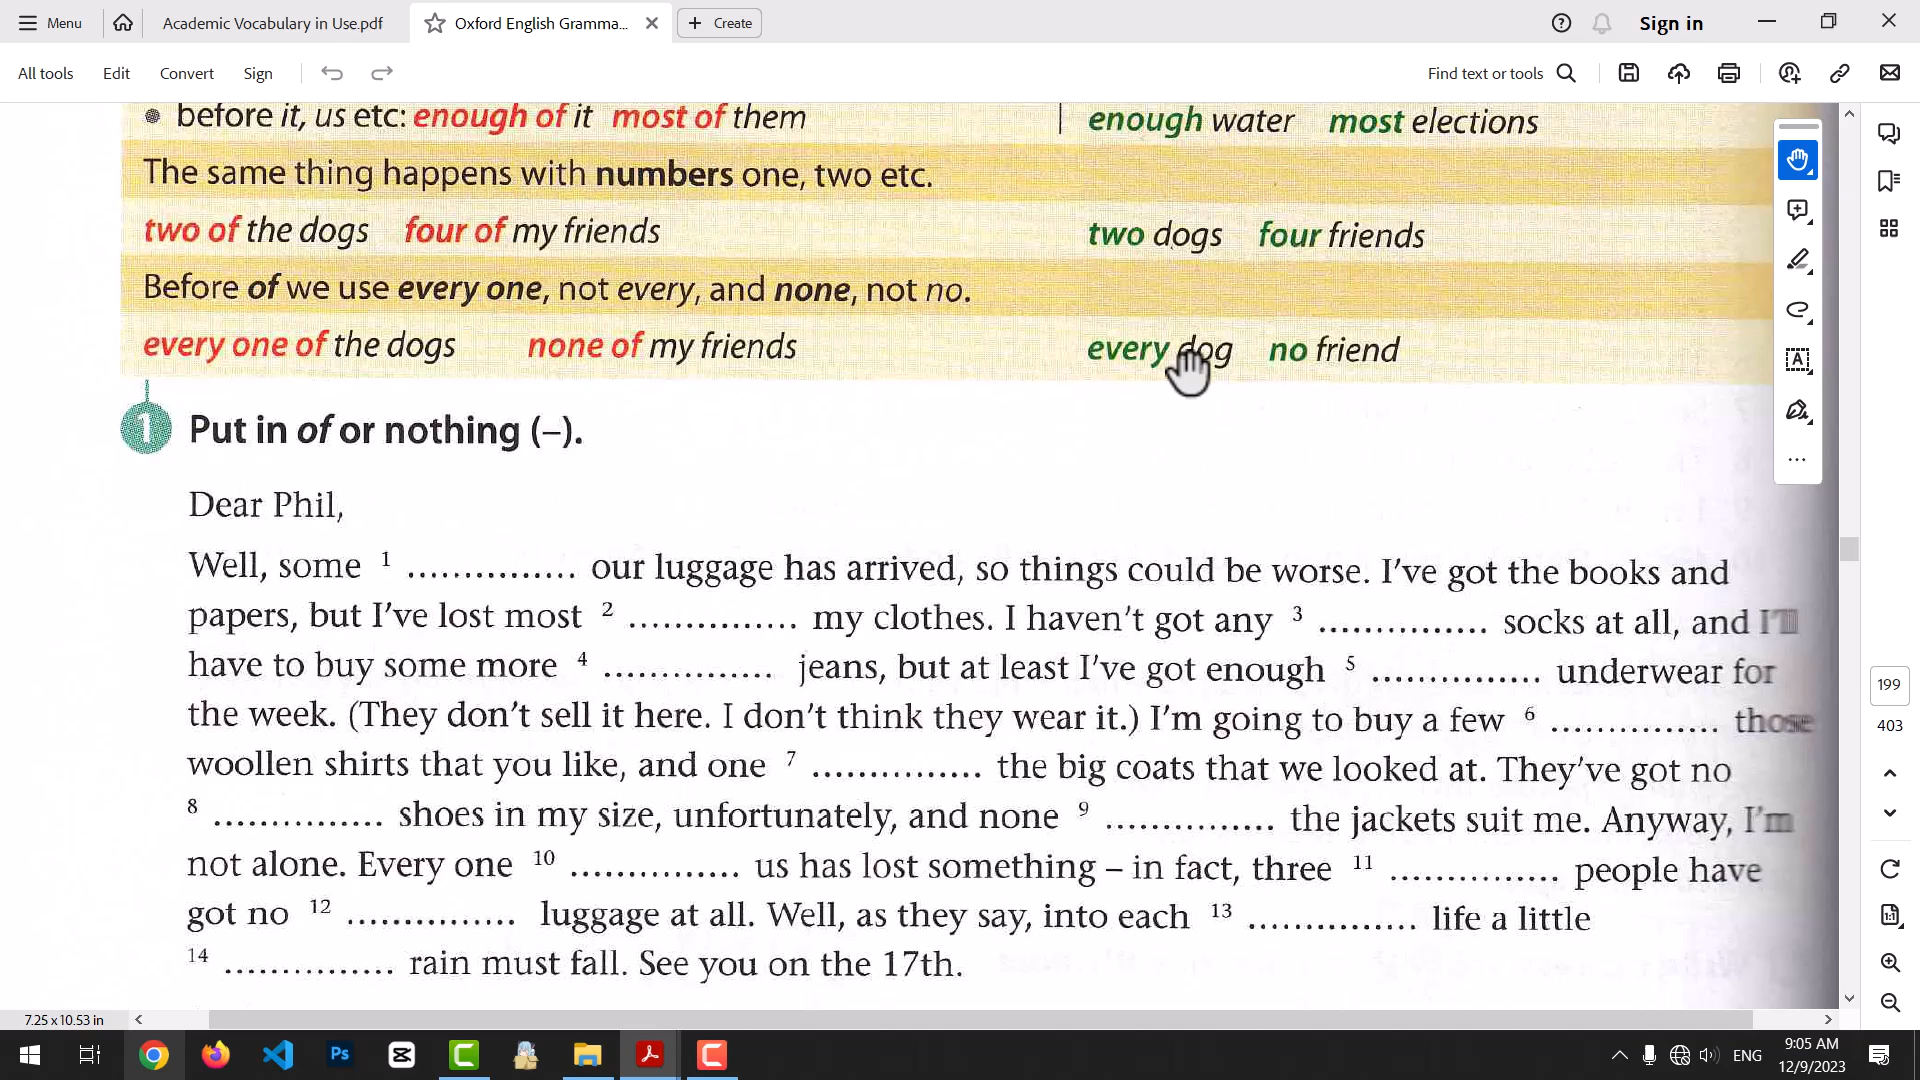 Menu
Academic Vocabulary in Use.pdf
Oxford English Gramma...
Create
Sign in
All tools
Edit
Convert
Sign
Find text or tools
before it, us etc: enough of it most of them
enough water most elections
The same thing happens with numbers one, two etc.
two of the dogs four of my friends
two dogs four friends
Before of we use every one, not every, and none, not no.
every one of the dogs none of my friends
every dog no friend
1 Put in of or nothing (–).
Dear Phil,
Well, some 1 ............... our luggage has arrived, so things could be worse. I've got the books and
papers, but I've lost most 2 ............... my clothes. I haven't got any 3 ............... socks at all, and I'll
have to buy some more 4 ............... jeans, but at least I've got enough 5 ............... underwear for
the week. (They don't sell it here. I don't think they wear it.) I'm going to buy a few 6 ............... those
woollen shirts that you like, and one 7 ............... the big coats that we looked at. They've got no
8 ............... shoes in my size, unfortunately, and none 9 ............... the jackets suit me. Anyway, I'm
not alone. Every one 10 ............... us has lost something – in fact, three 11 ............... people have
got no 12 ............... luggage at all. Well, as they say, into each 13 ............... life a little
14 ............... rain must fall. See you on the 17th.
199
403
7.25 x 10.53 in
Ps
ENG
9:05 AM
12/9/2023